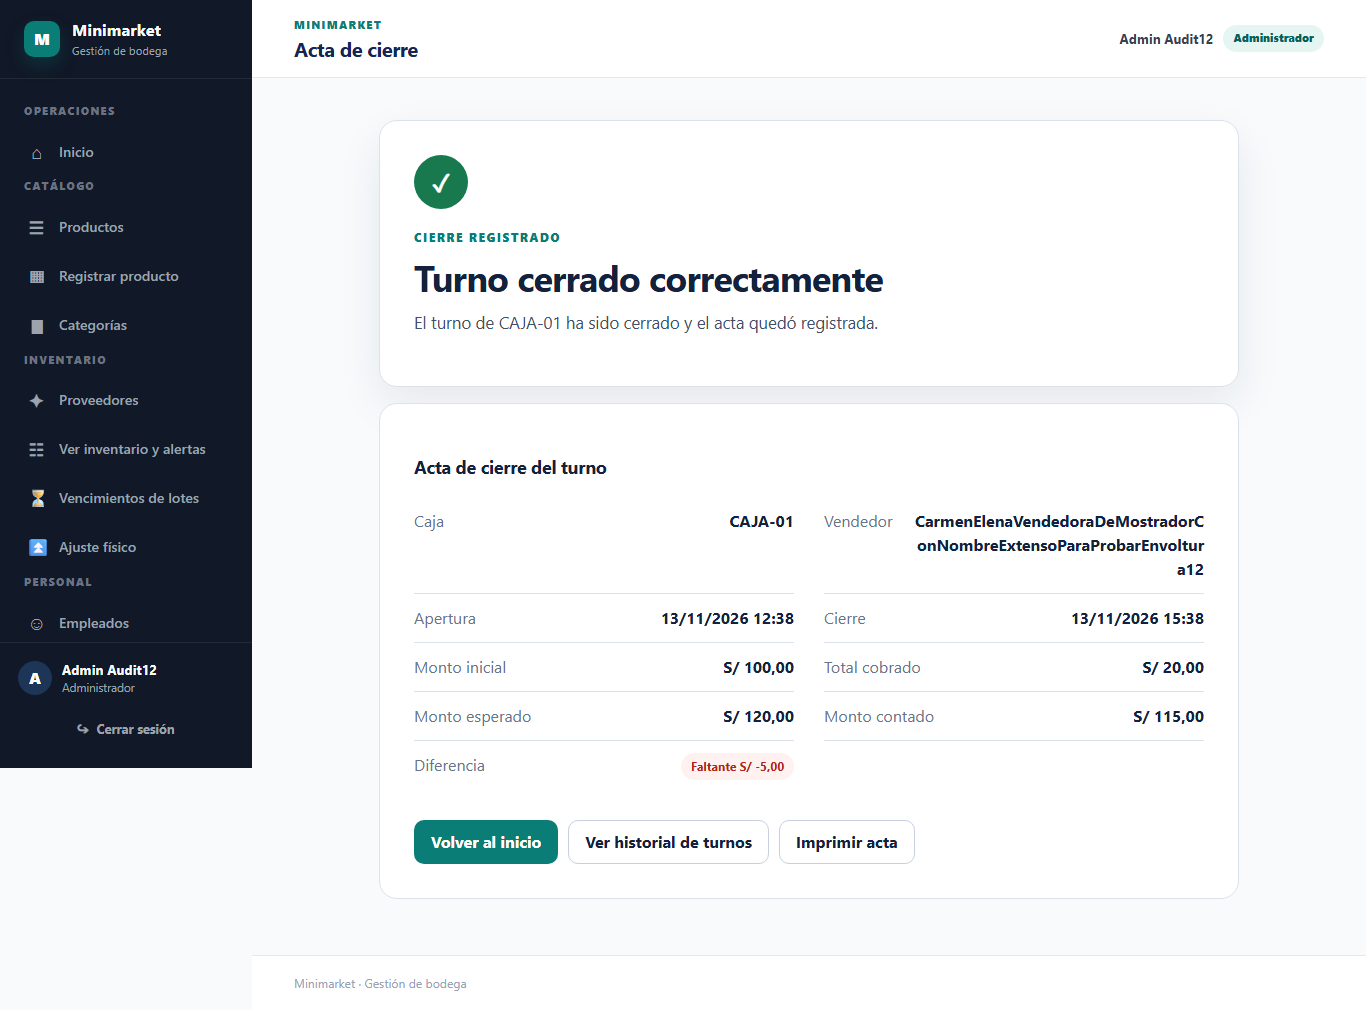 M
Minimarket
Gestión de bodega
OPERACIONES
Inicio
CATÁLOGO
Productos
Registrar producto
Categorías
INVENTARIO
Proveedores
Ver inventario y alertas
Vencimientos de lotes
Ajuste físico
PERSONAL
Empleados
A
Admin Audit12
Administrador
Cerrar sesión
MINIMARKET
Acta de cierre
Admin Audit12
Administrador
CIERRE REGISTRADO
Turno cerrado correctamente
El turno de CAJA-01 ha sido cerrado y el acta quedó registrada.
Acta de cierre del turno
Caja CAJA-01
Vendedor CarmenElenaVendedoraDeMostradorC
onNombreExtensoParaProbarEnvoltur
a12
Apertura 13/11/2026 12:38
Cierre 13/11/2026 15:38
Monto inicial S/ 100,00
Total cobrado S/ 20,00
Monto esperado S/ 120,00
Monto contado S/ 115,00
Diferencia Faltante S/ -5,00
Volver al inicio
Ver historial de turnos
Imprimir acta
Minimarket · Gestión de bodega